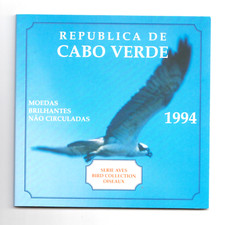 REPUBLICA DE
CABO VERDE
MOEDAS
BRILHANTES
NÃO CIRCULADAS
1994
SERIE AVES
BIRD COLLECTION
OISEAUX